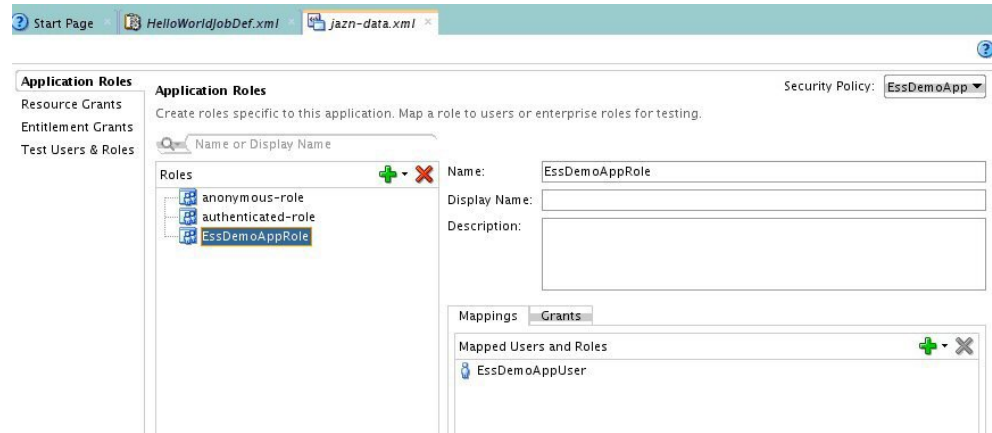 Start Page HelloWorldJobDef.xml jazn-data.xml
Application Roles
Resource Grants
Entitlement Grants
Test Users & Roles
Application Roles
Security Policy: EssDemoApp
Create roles specific to this application. Map a role to users or enterprise roles for testing.
Name or Display Name
Roles
anonymous-role
authenticated-role
EssDemoAppRole
Name: EssDemoAppRole
Display Name:
Description:
Mappings Grants
Mapped Users and Roles
EssDemoAppUser